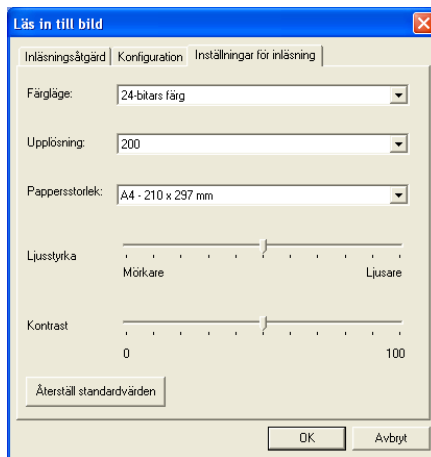 Läs in till bild
Inläsningsåtgärd Konfiguration Inställningar för inläsning
Färgläge: 24-bitars färg
Upplösning: 200
Pappersstorlek: A4 - 210 x 297 mm
Ljusstyrka
Mörkare Ljusare
Kontrast
0 100
Återställ standardvärden
OK Avbryt